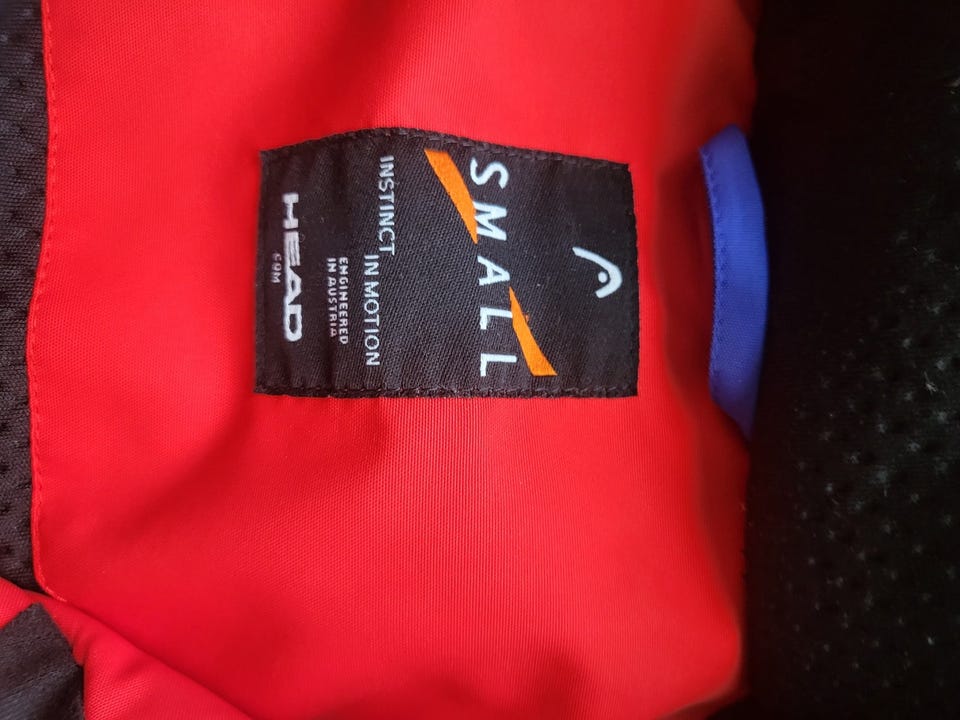 SMALL
INSTINCT IN MOTION
ENGINEERED
IN AUSTRIA
HEAD
COM